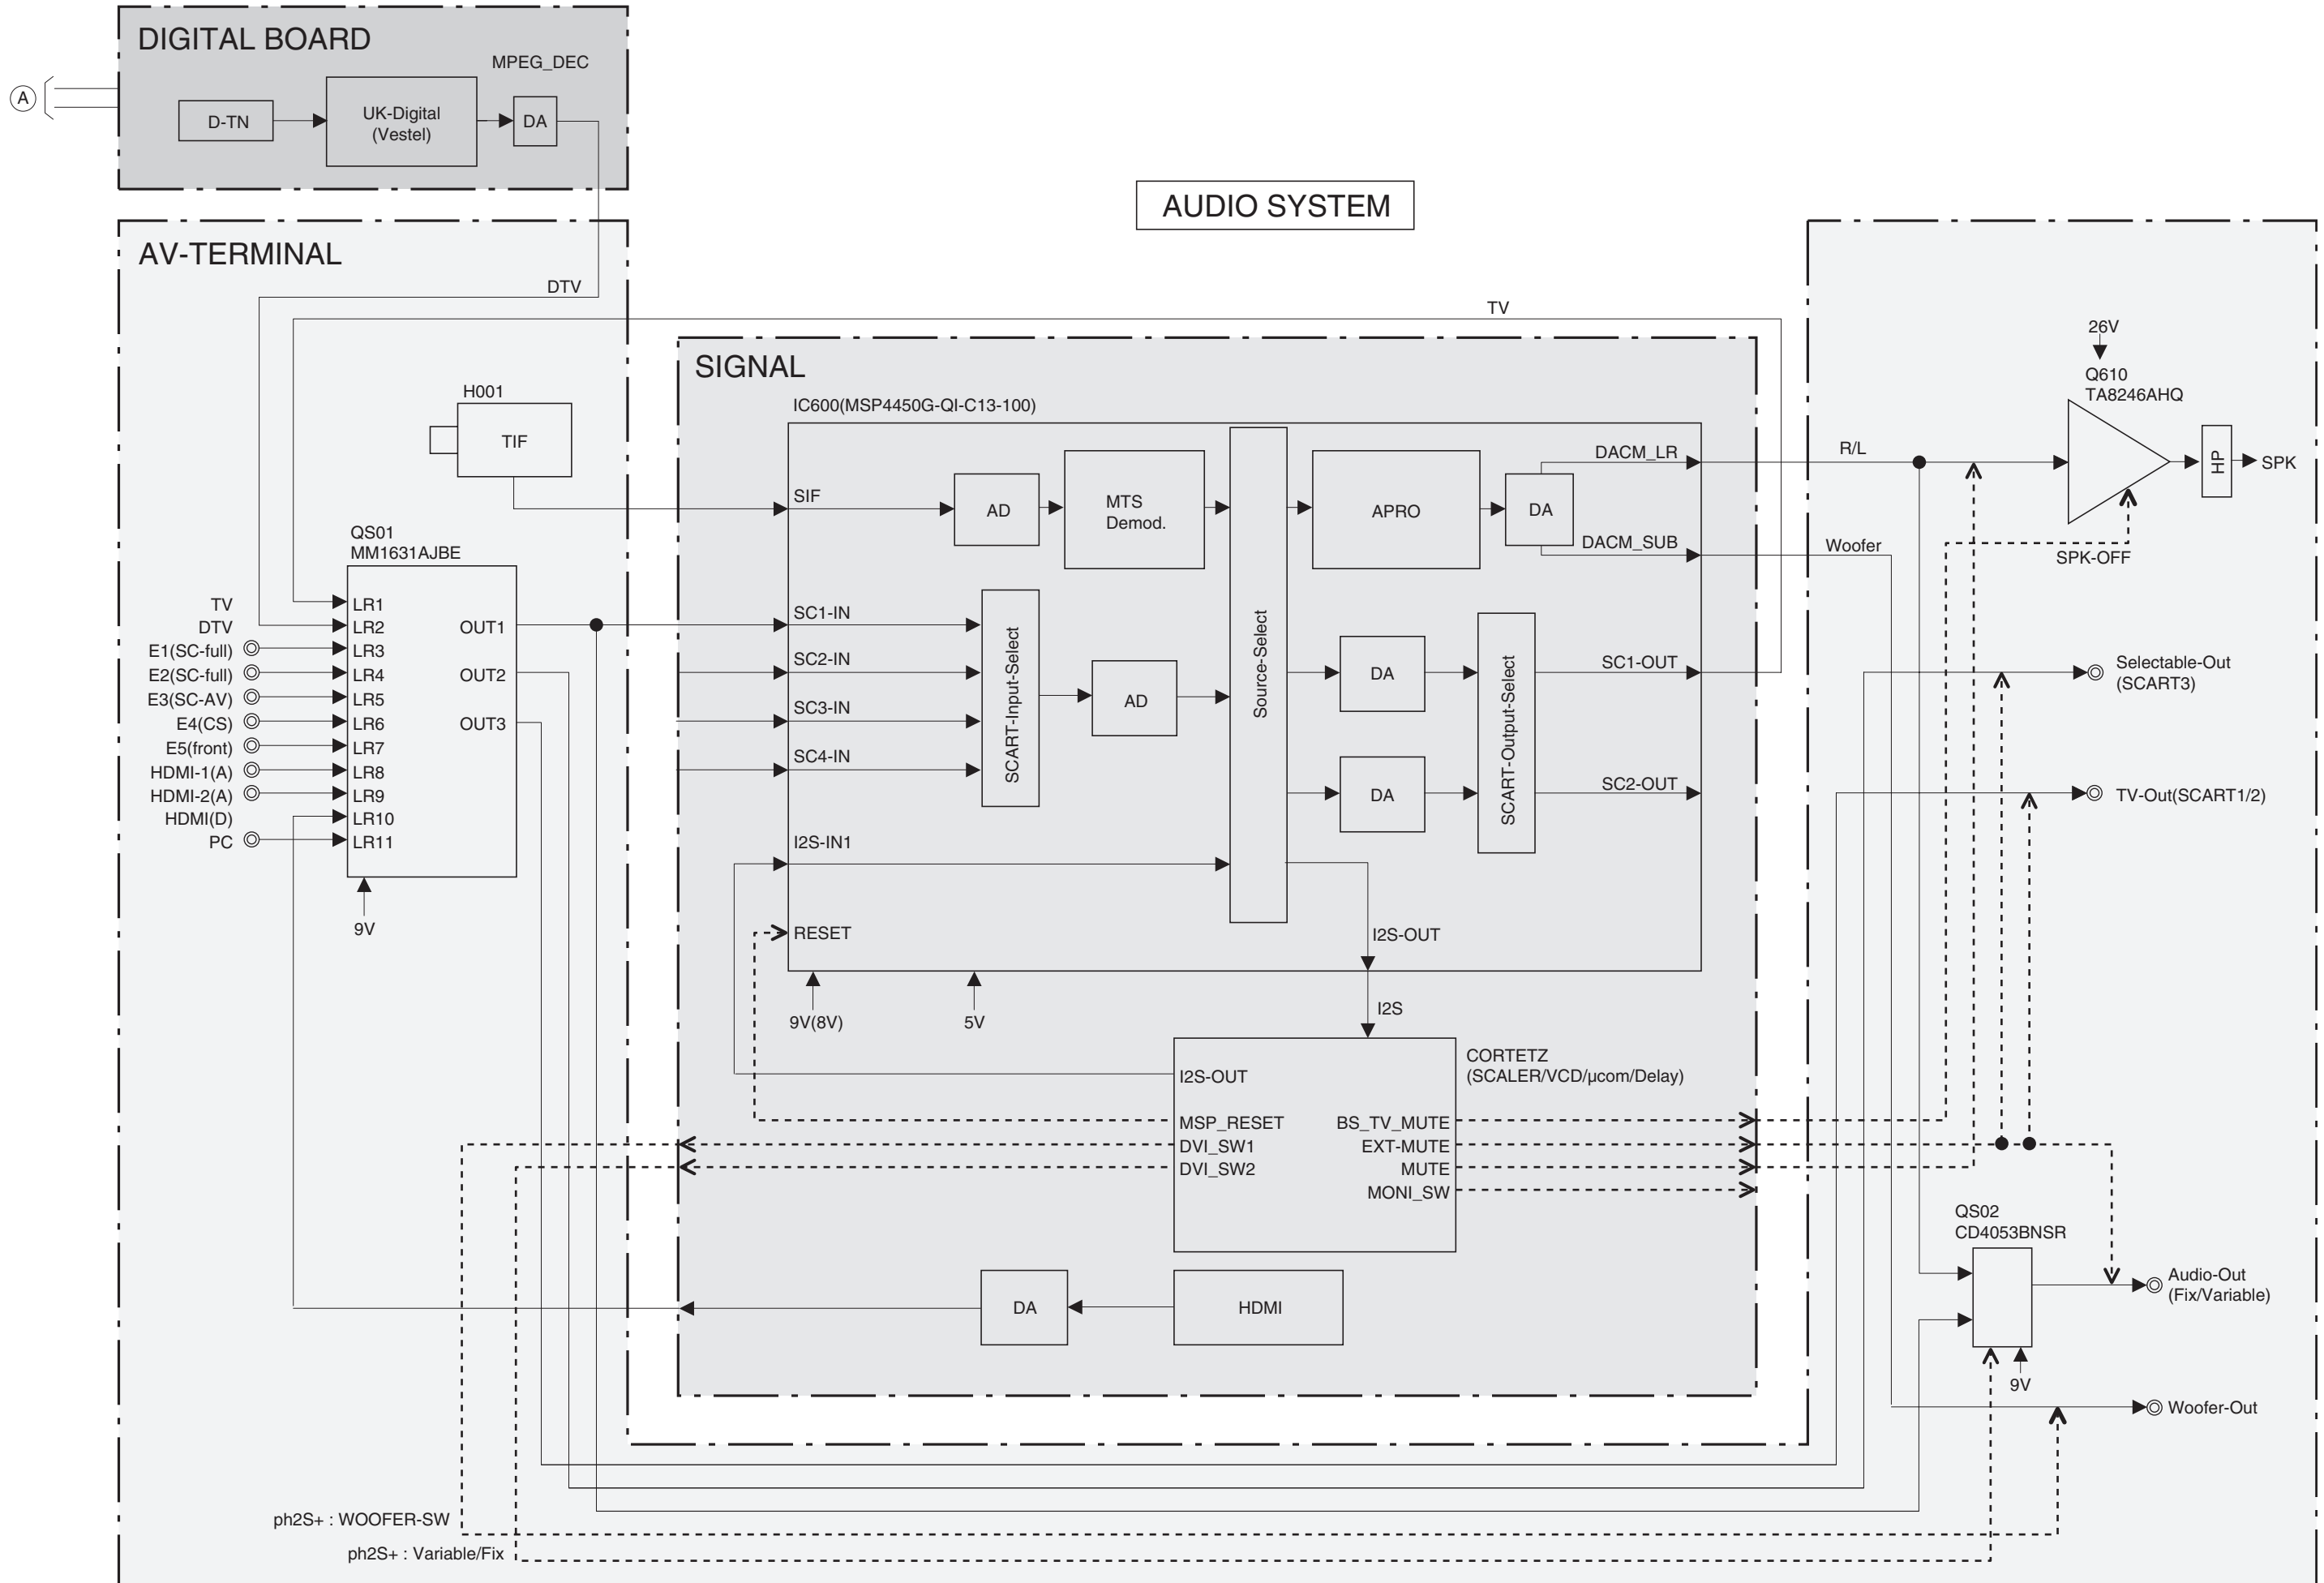 DIGITAL BOARD
MPEG_DEC
A
D-TN
UK-Digital
(Vestel)
DA
AUDIO SYSTEM
AV-TERMINAL
DTV
TV
H001
TIF
QS01
MM1631AJBE
TV
DTV
E1(SC-full)
E2(SC-full)
E3(SC-AV)
E4(CS)
E5(front)
HDMI-1(A)
HDMI-2(A)
HDMI(D)
PC
LR1
LR2
LR3
LR4
LR5
LR6
LR7
LR8
LR9
LR10
LR11
OUT1
OUT2
OUT3
9V
SIGNAL
IC600(MSP4450G-QI-C13-100)
SIF
AD
MTS
Demod.
APRO
DA
DACM_LR
DACM_SUB
SC1-IN
SC2-IN
SC3-IN
SC4-IN
SCART-Input-Select
AD
Source-Select
DA
DA
SCART-Output-Select
SC1-OUT
SC2-OUT
I2S-IN1
RESET
I2S-OUT
9V(8V)
5V
I2S
CORTETZ
(SCALER/VCD/µcom/Delay)
I2S-OUT
MSP_RESET
DVI_SW1
DVI_SW2
BS_TV_MUTE
EXT-MUTE
MUTE
MONI_SW
DA
HDMI
26V
Q610
TA8246AHQ
R/L
HP
SPK
Woofer
SPK-OFF
Selectable-Out
(SCART3)
TV-Out(SCART1/2)
QS02
CD4053BNSR
Audio-Out
(Fix/Variable)
9V
Woofer-Out
ph2S+ : WOOFER-SW
ph2S+ : Variable/Fix